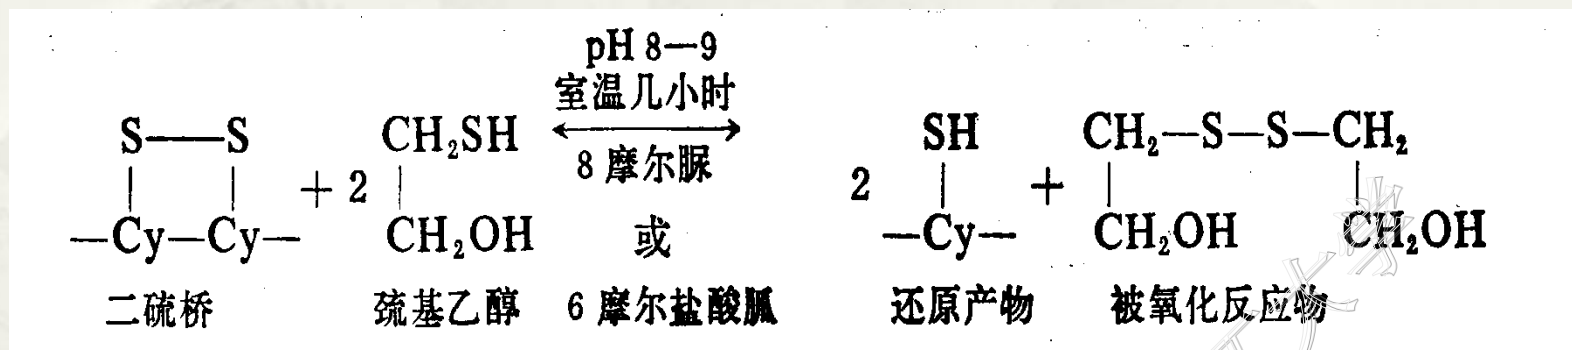 pH 8—9
室温几小时
S——S CH₂SH SH CH₂—S—S—CH₂
+ 2 8 摩尔脲 2 +
—Cy—Cy— CH₂OH 或 —Cy— CH₂OH CH₂OH
二硫桥 巯基乙醇 6 摩尔盐酸胍 还原产物 被氧化反应物